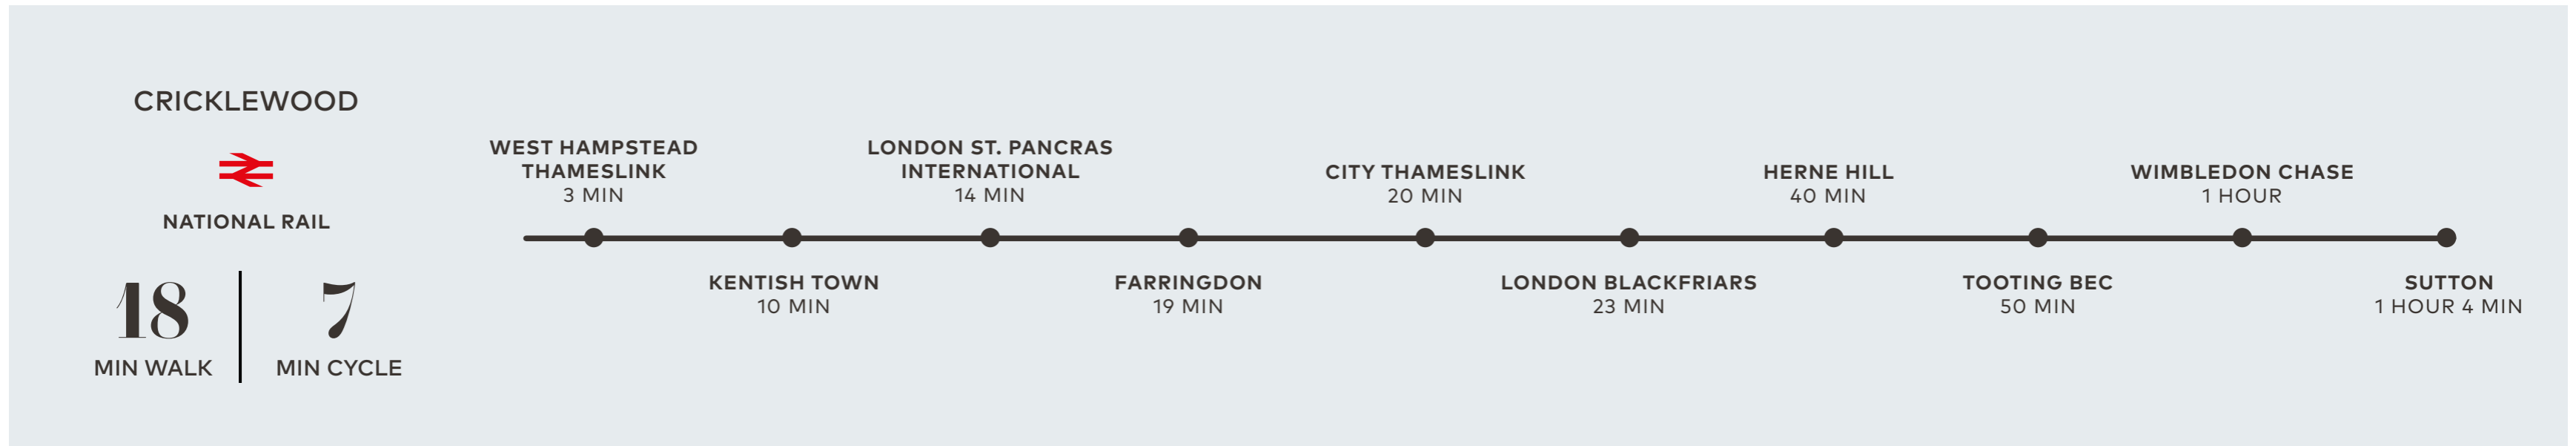 CRICKLEWOOD
NATIONAL RAIL
18
MIN WALK
7
MIN CYCLE
WEST HAMPSTEAD
THAMESLINK
3 MIN
KENTISH TOWN
10 MIN
LONDON ST. PANCRAS
INTERNATIONAL
14 MIN
FARRINGDON
19 MIN
CITY THAMESLINK
20 MIN
LONDON BLACKFRIARS
23 MIN
HERNE HILL
40 MIN
TOOTING BEC
50 MIN
WIMBLEDON CHASE
1 HOUR
SUTTON
1 HOUR 4 MIN